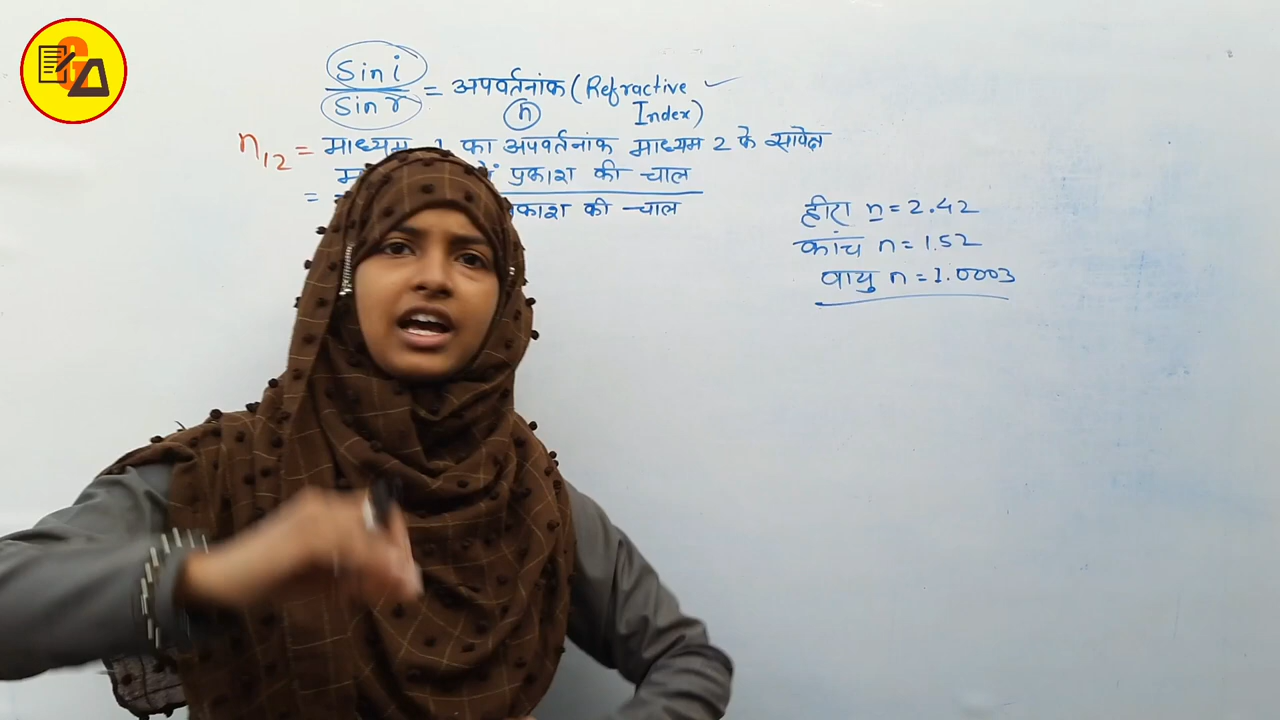 Sin i
Sin r
= अपवर्तनांक (Refractive
(n) Index)
n12 = माध्यम 1 का अपवर्तनांक माध्यम 2 के सापेक्ष
में प्रकाश की चाल
= प्रकाश की चाल
हीरा n = 2.42
कांच n = 1.52
वायु n = 1.0003